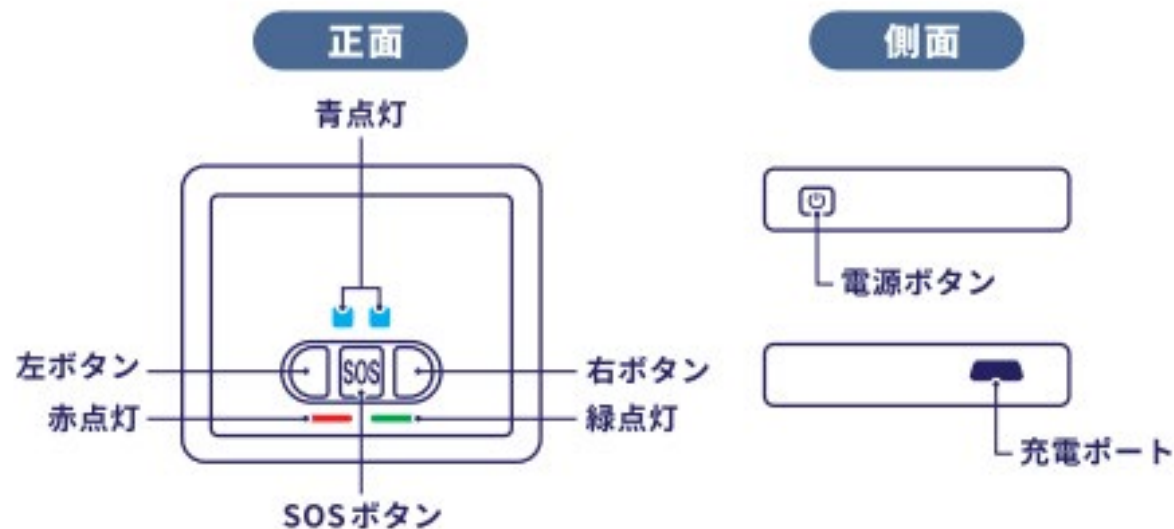 正面
側面
青点灯
電源ボタン
左ボタン
SOS
右ボタン
赤点灯
緑点灯
充電ポート
SOSボタン